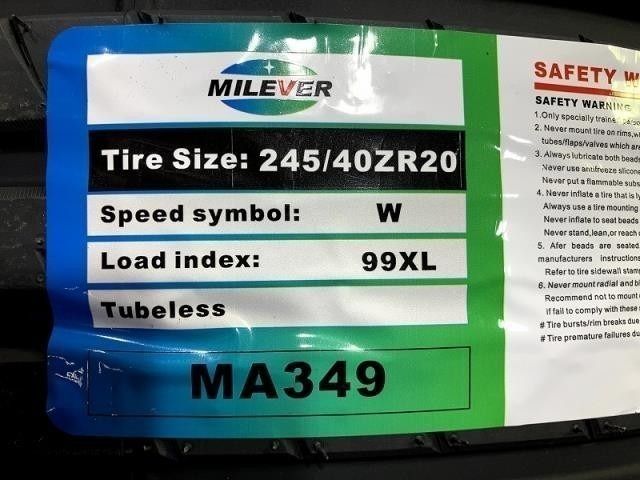 MILEVER
Tire Size: 245/40ZR20
Speed symbol: W
Load index: 99XL
Tubeless
MA349
SAFETY
SAFETY WARNING
1.Only specially
2. Never mount tire on rims,
tubes/flaps/valves which are
3. Always lubricate both beads
Never use antifreeze silicone
Never put a flammable
4. Never inflate a tire that is
Always use a tire mounting
Never inflate to seat beads
Never stand,lean,or reach
5. Afer beads are seated
manufacturers instructions
Refer to tire sidewall
6. Never mount radial and
Recommend not to mount
If fail to comply with these
# Tire bursts/rim breaks due
# Tire premature failures